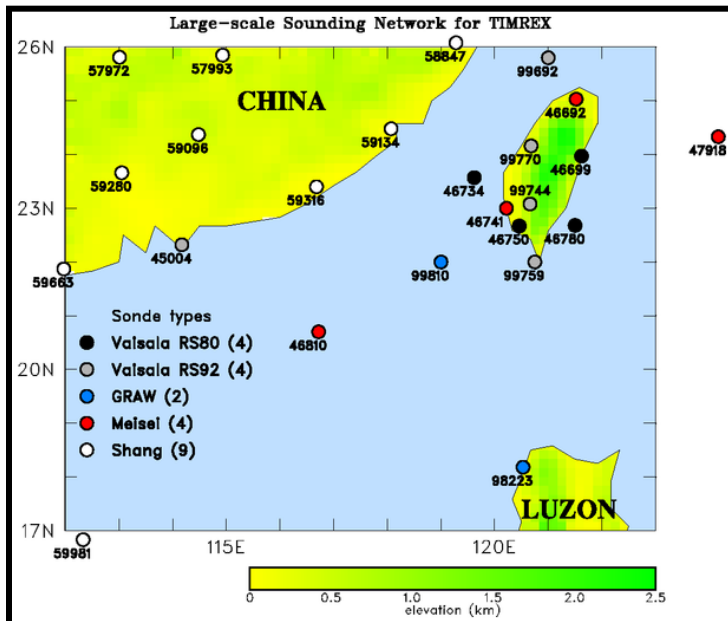 Large-scale Sounding Network for TIMREX
26N
57972
57993
58847
99692
CHINA
46692
59096
59134
47918
99770
46699
59280
46734
59316
99744
23N
46741
46750
46780
45004
59663
99810
99759
Sonde types
46810
Vaisala RS80 (4)
20N
Vaisala RS92 (4)
GRAW (2)
Meisei (4)
Shang (9)
98223
LUZON
17N
59981
115E
120E
0
0.5
1.0
1.5
2.0
2.5
elevation (km)